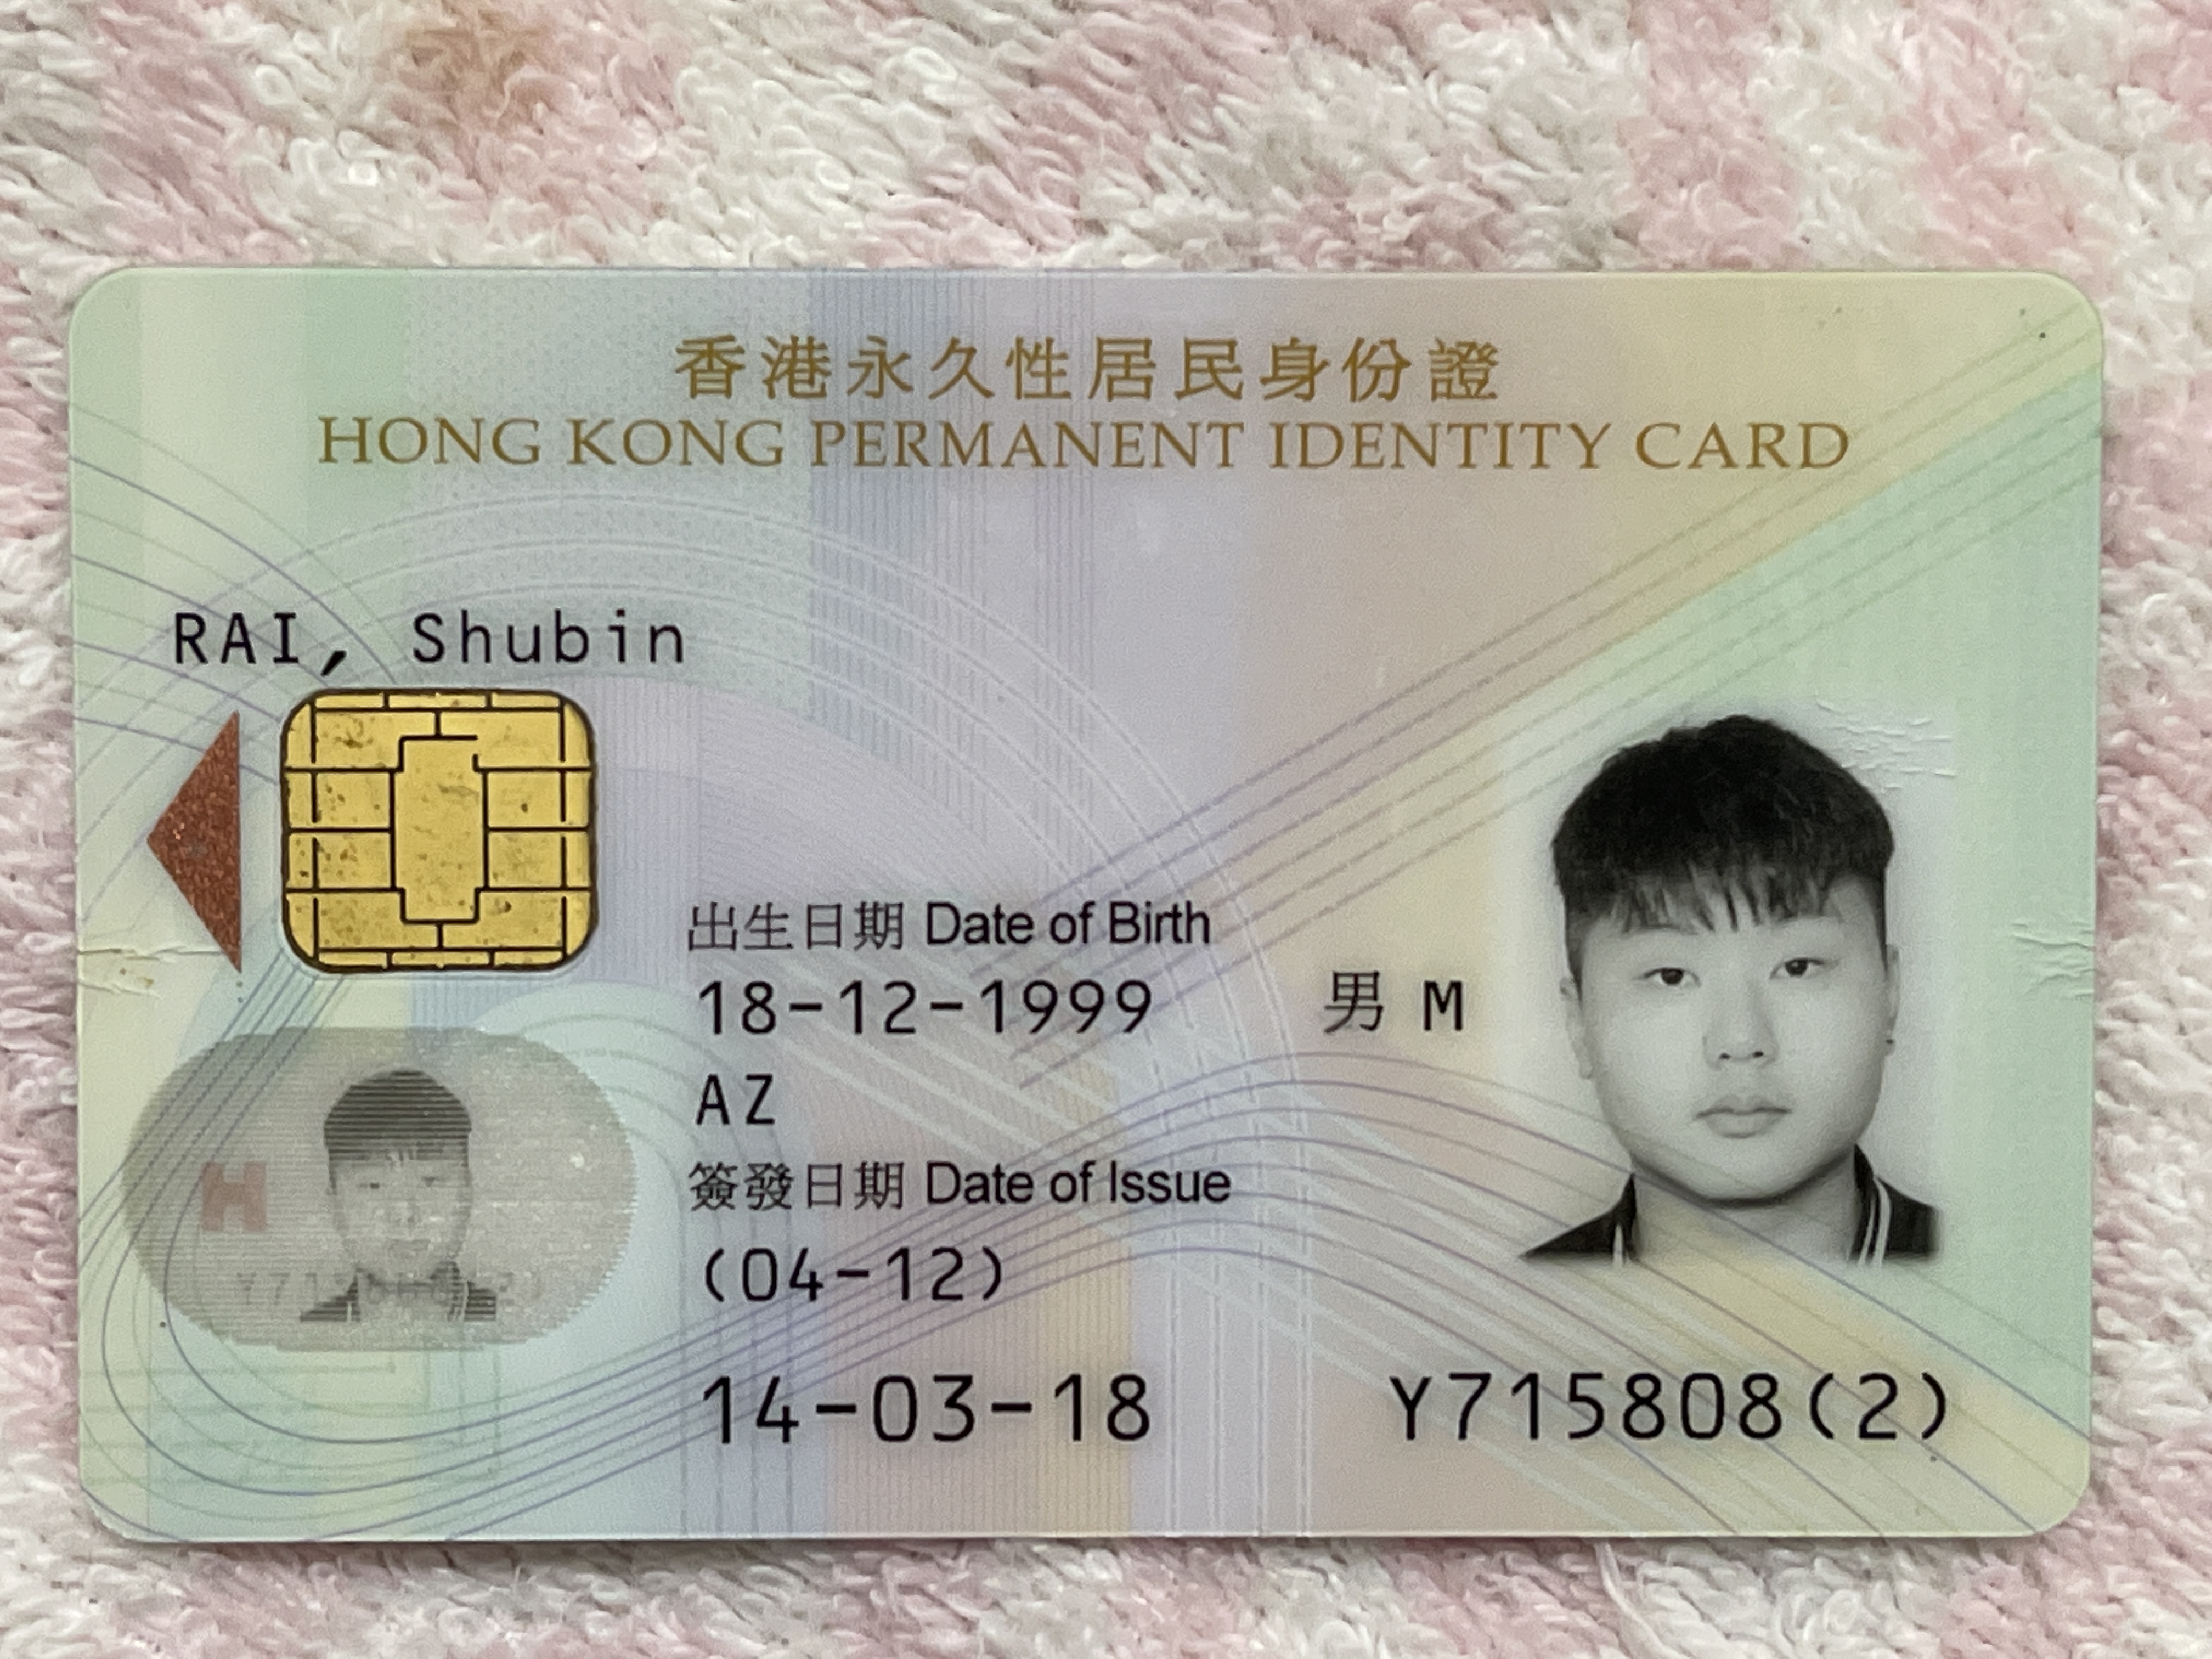 香港永久性居民身份證
HONG KONG PERMANENT IDENTITY CARD
RAI, Shubin
出生日期 Date of Birth
18-12-1999 男 M
AZ
簽發日期 Date of Issue
(04-12)
14-03-18 Y715808(2)